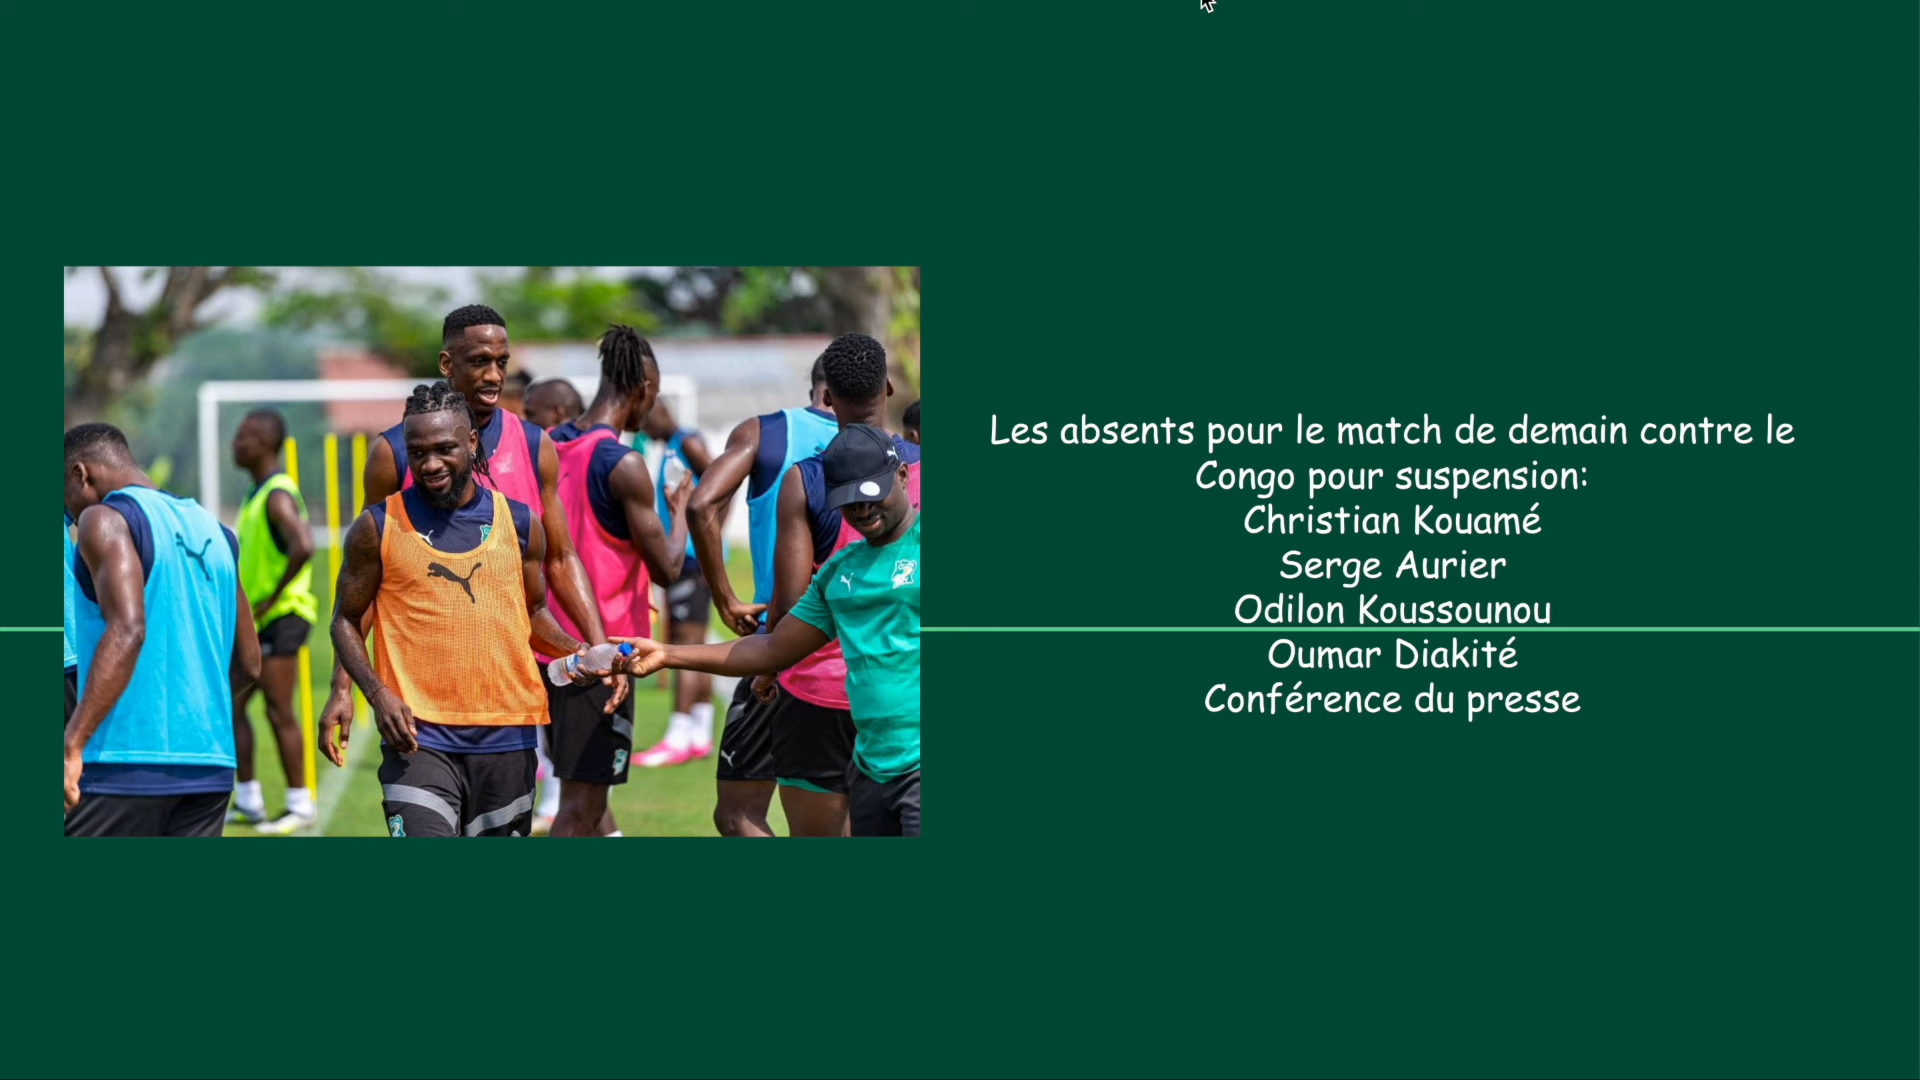 Les absents pour le match de demain contre le
Congo pour suspension:
Christian Kouamé
Serge Aurier
Odilon Koussounou
Oumar Diakité
Conférence du presse